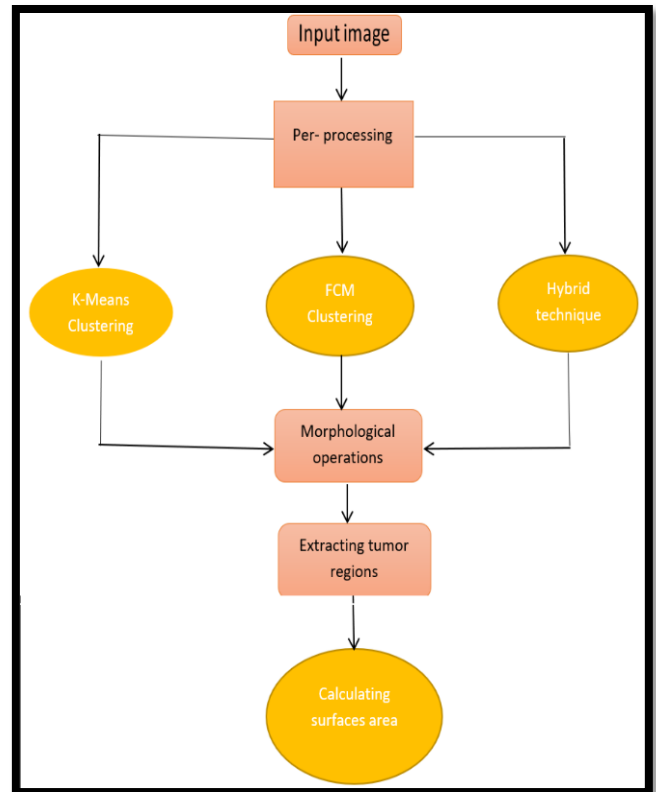 Input image
Per- processing
K-Means
Clustering
FCM
Clustering
Hybrid
technique
Morphological
operations
Extracting tumor
regions
Calculating
surfaces area